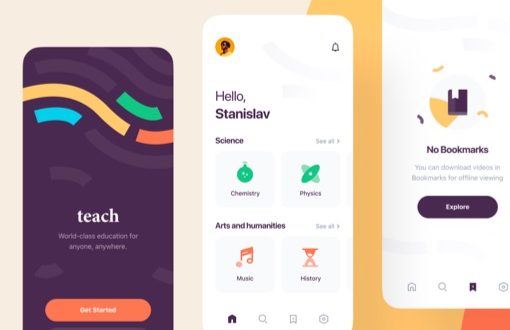 teach
World-class education for
anyone, anywhere.
Get Started
Hello,
Stanislav
Science
See all >
Chemistry
Physics
Arts and humanities
See all >
Music
History
No Bookmarks
You can download videos in
Bookmarks for offline viewing
Explore